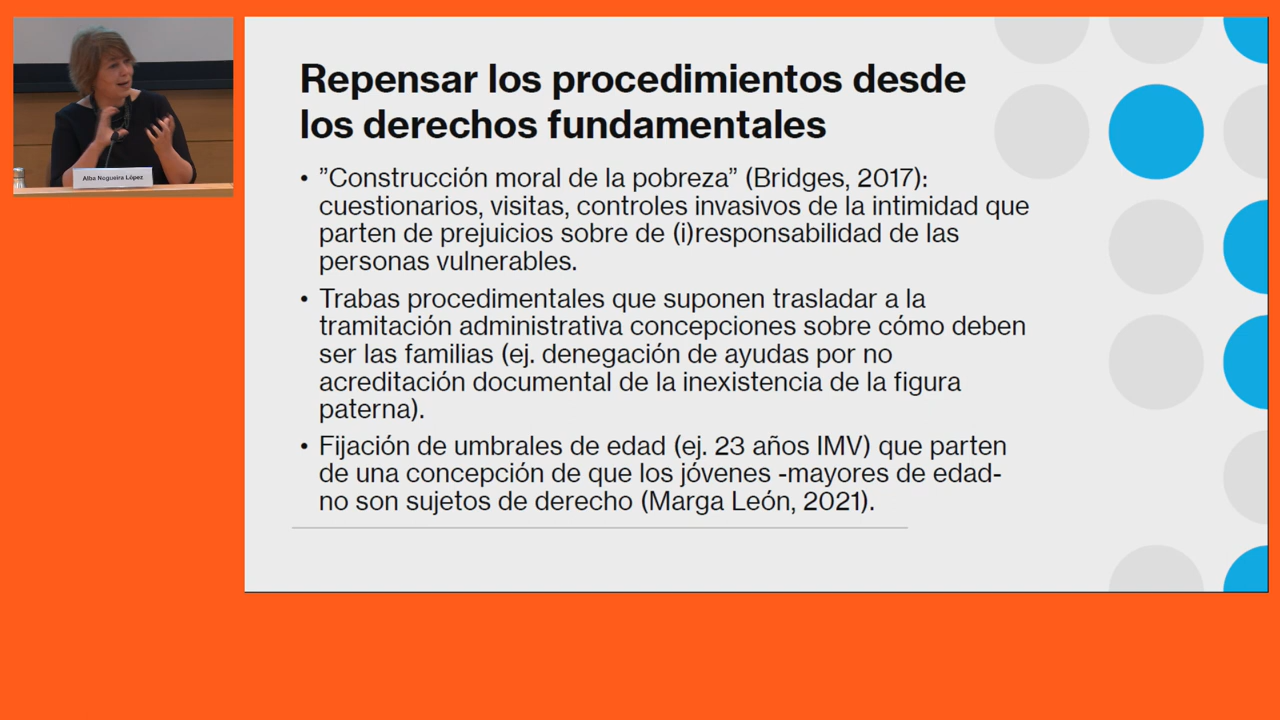 Alba Nogueira López
Repensar los procedimientos desde
los derechos fundamentales
• ”Construcción moral de la pobreza” (Bridges, 2017):
cuestionarios, visitas, controles invasivos de la intimidad que
parten de prejuicios sobre de (i)responsabilidad de las
personas vulnerables.
• Trabas procedimentales que suponen trasladar a la
tramitación administrativa concepciones sobre cómo deben
ser las familias (ej. denegación de ayudas por no
acreditación documental de la inexistencia de la figura
paterna).
• Fijación de umbrales de edad (ej. 23 años IMV) que parten
de una concepción de que los jóvenes -mayores de edad-
no son sujetos de derecho (Marga León, 2021).